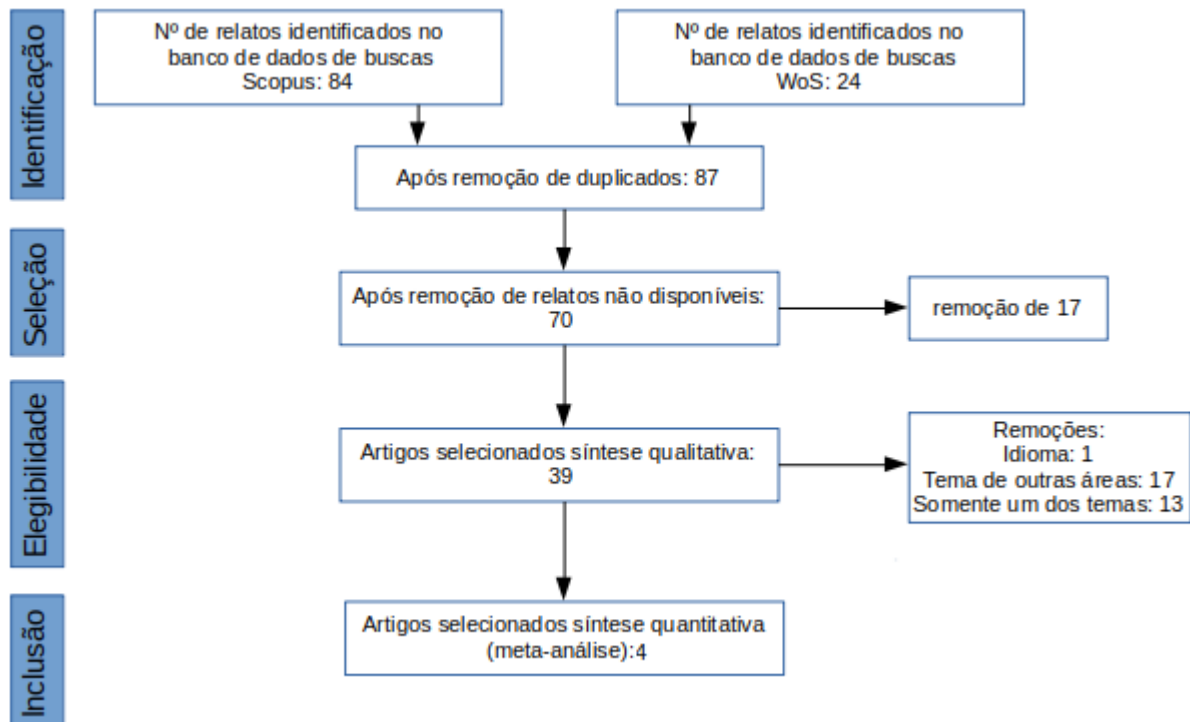 Identificação
Nº de relatos identificados no
banco de dados de buscas
Scopus: 84
Nº de relatos identificados no
banco de dados de buscas
WoS: 24
Após remoção de duplicados: 87
Seleção
Após remoção de relatos não disponíveis:
70
remoção de 17
Elegibilidade
Artigos selecionados síntese qualitativa:
39
Remoções:
Idioma: 1
Tema de outras áreas: 17
Somente um dos temas: 13
Inclusão
Artigos selecionados síntese quantitativa
(meta-análise):4